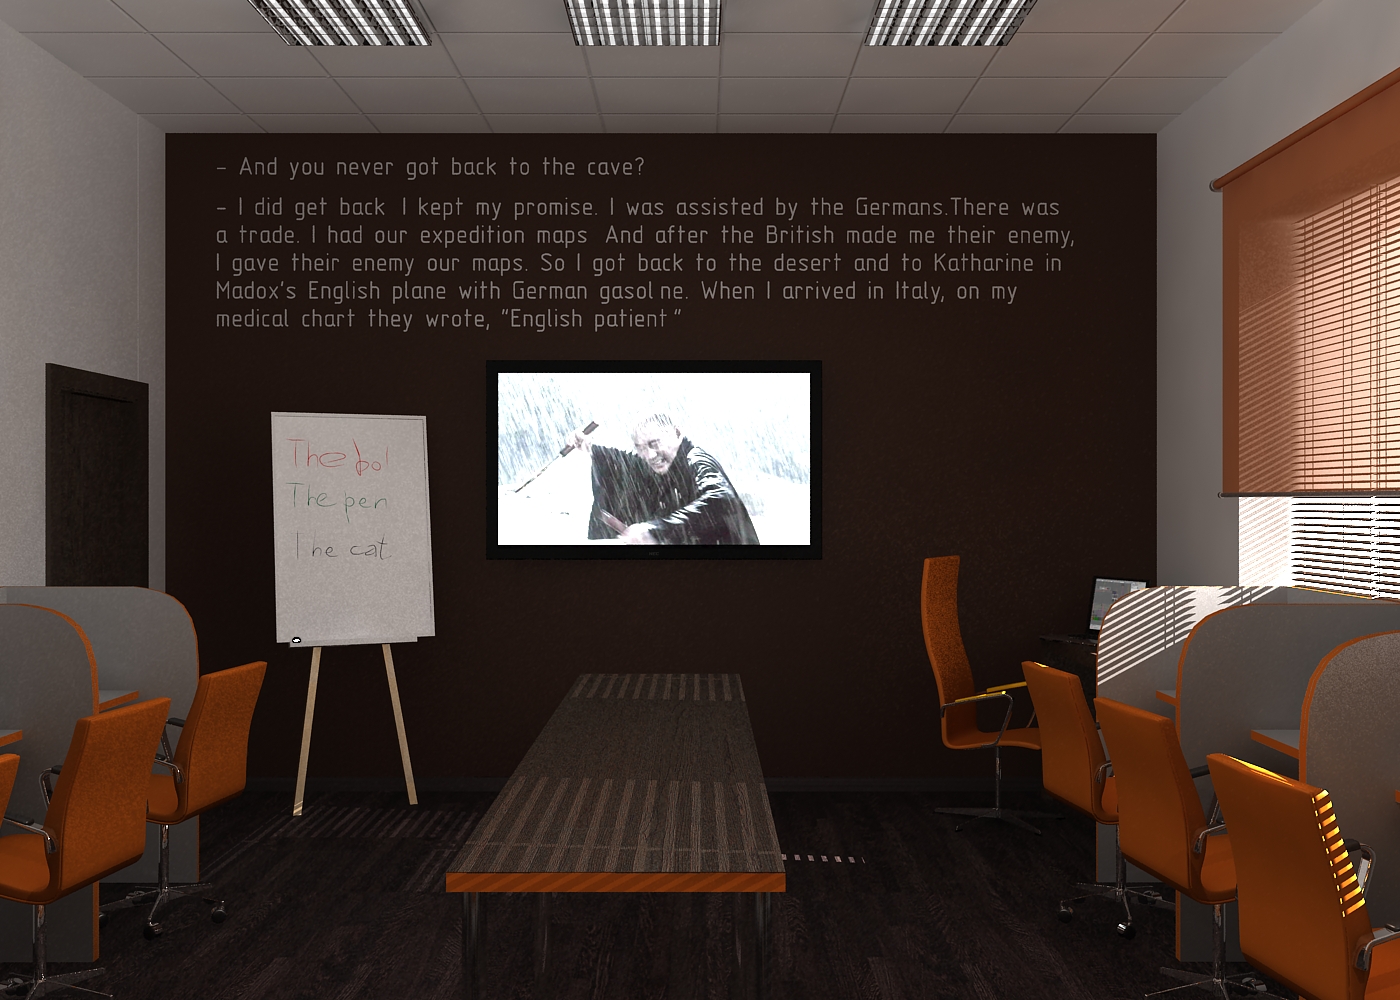 - And you never got back to the cave?
- I did get back I kept my promise. I was assisted by the Germans.There was
a trade. I had our expedition maps And after the British made me their enemy,
I gave their enemy our maps. So I got back to the desert and to Katharine in
Madox's English plane with German gasol ne. When I arrived in Italy, on my
medical chart they wrote, "English patient "
The bol
The pen
The cat